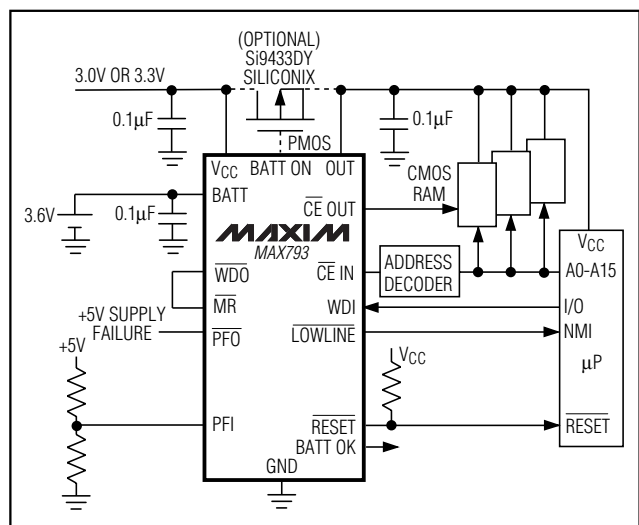 (OPTIONAL)
Si9433DY
SILICONIX
3.0V OR 3.3V
0.1μF
0.1μF
PMOS
VCC
BATT ON
OUT
CMOS
RAM
BATT
3.6V
0.1μF
CE OUT
MAXIM
MAX793
VCC
CE IN
ADDRESS
DECODER
A0-A15
WDO
WDI
I/O
MR
+5V SUPPLY
FAILURE
PFO
LOWLINE
NMI
μP
+5V
VCC
PFI
RESET
RESET
BATT OK
GND